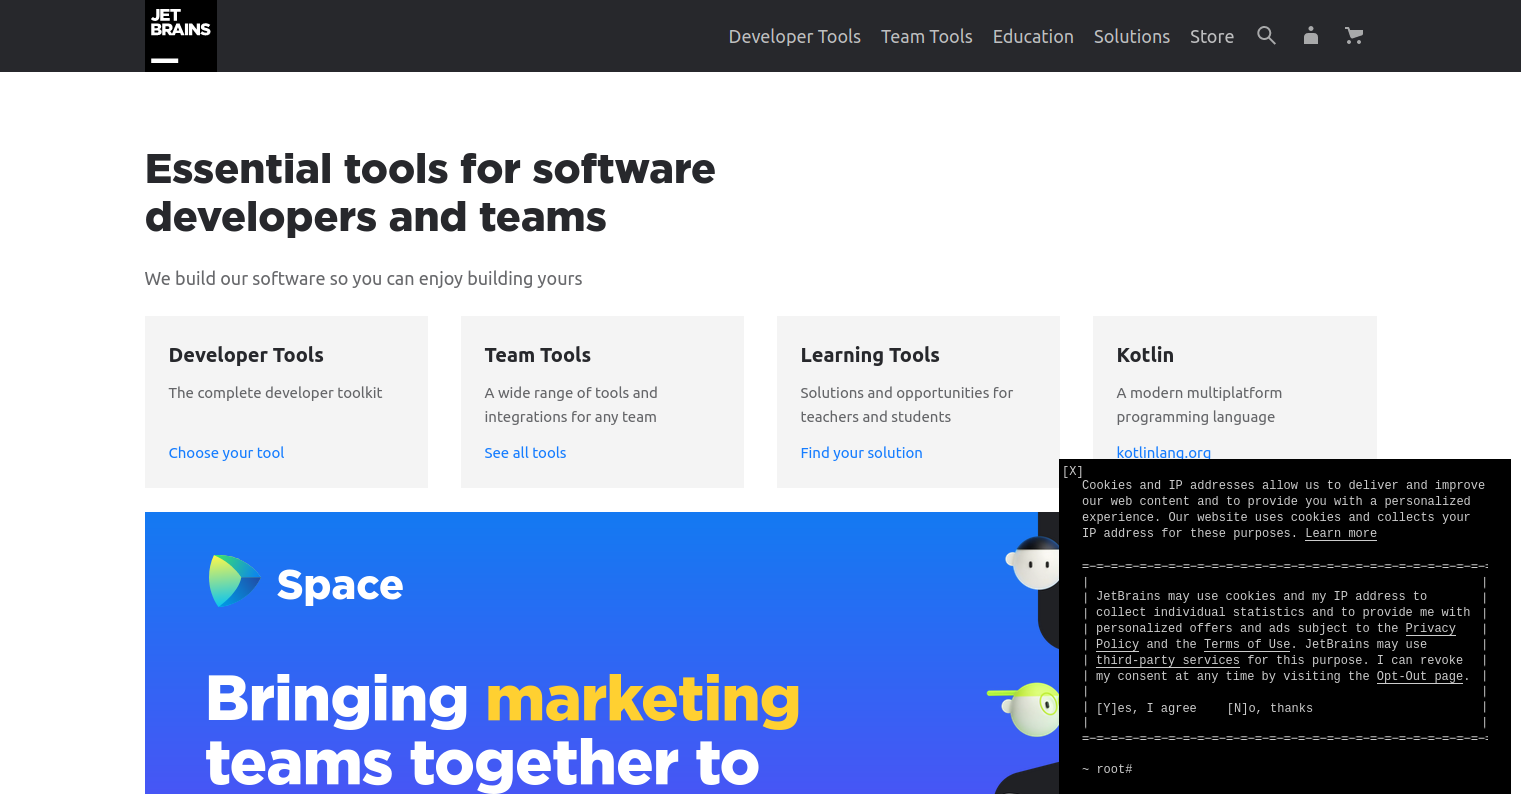 JET
BRAINS
Developer Tools Team Tools Education Solutions Store
Essential tools for software
developers and teams
We build our software so you can enjoy building yours
Developer Tools
The complete developer toolkit
Choose your tool
Team Tools
A wide range of tools and
integrations for any team
See all tools
Learning Tools
Solutions and opportunities for
teachers and students
Find your solution
Kotlin
A modern multiplatform
programming language
kotlinlang.org
Space
Bringing marketing
teams together to
[X]
Cookies and IP addresses allow us to deliver and improve
our web content and to provide you with a personalized
experience. Our website uses cookies and collects your
IP address for these purposes. Learn more
JetBrains may use cookies and my IP address to
collect individual statistics and to provide me with
personalized offers and ads subject to the Privacy
Policy and the Terms of Use. JetBrains may use
third-party services for this purpose. I can revoke
my consent at any time by visiting the Opt-Out page.
[Y]es, I agree [N]o, thanks
~ root#